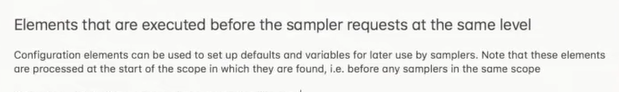 Elements that are executed before the sampler requests at the same level
Configuration elements can be used to set up defaults and variables for later use by samplers. Note that these elements
are processed at the start of the scope in which they are found, i.e. before any samplers in the same scope